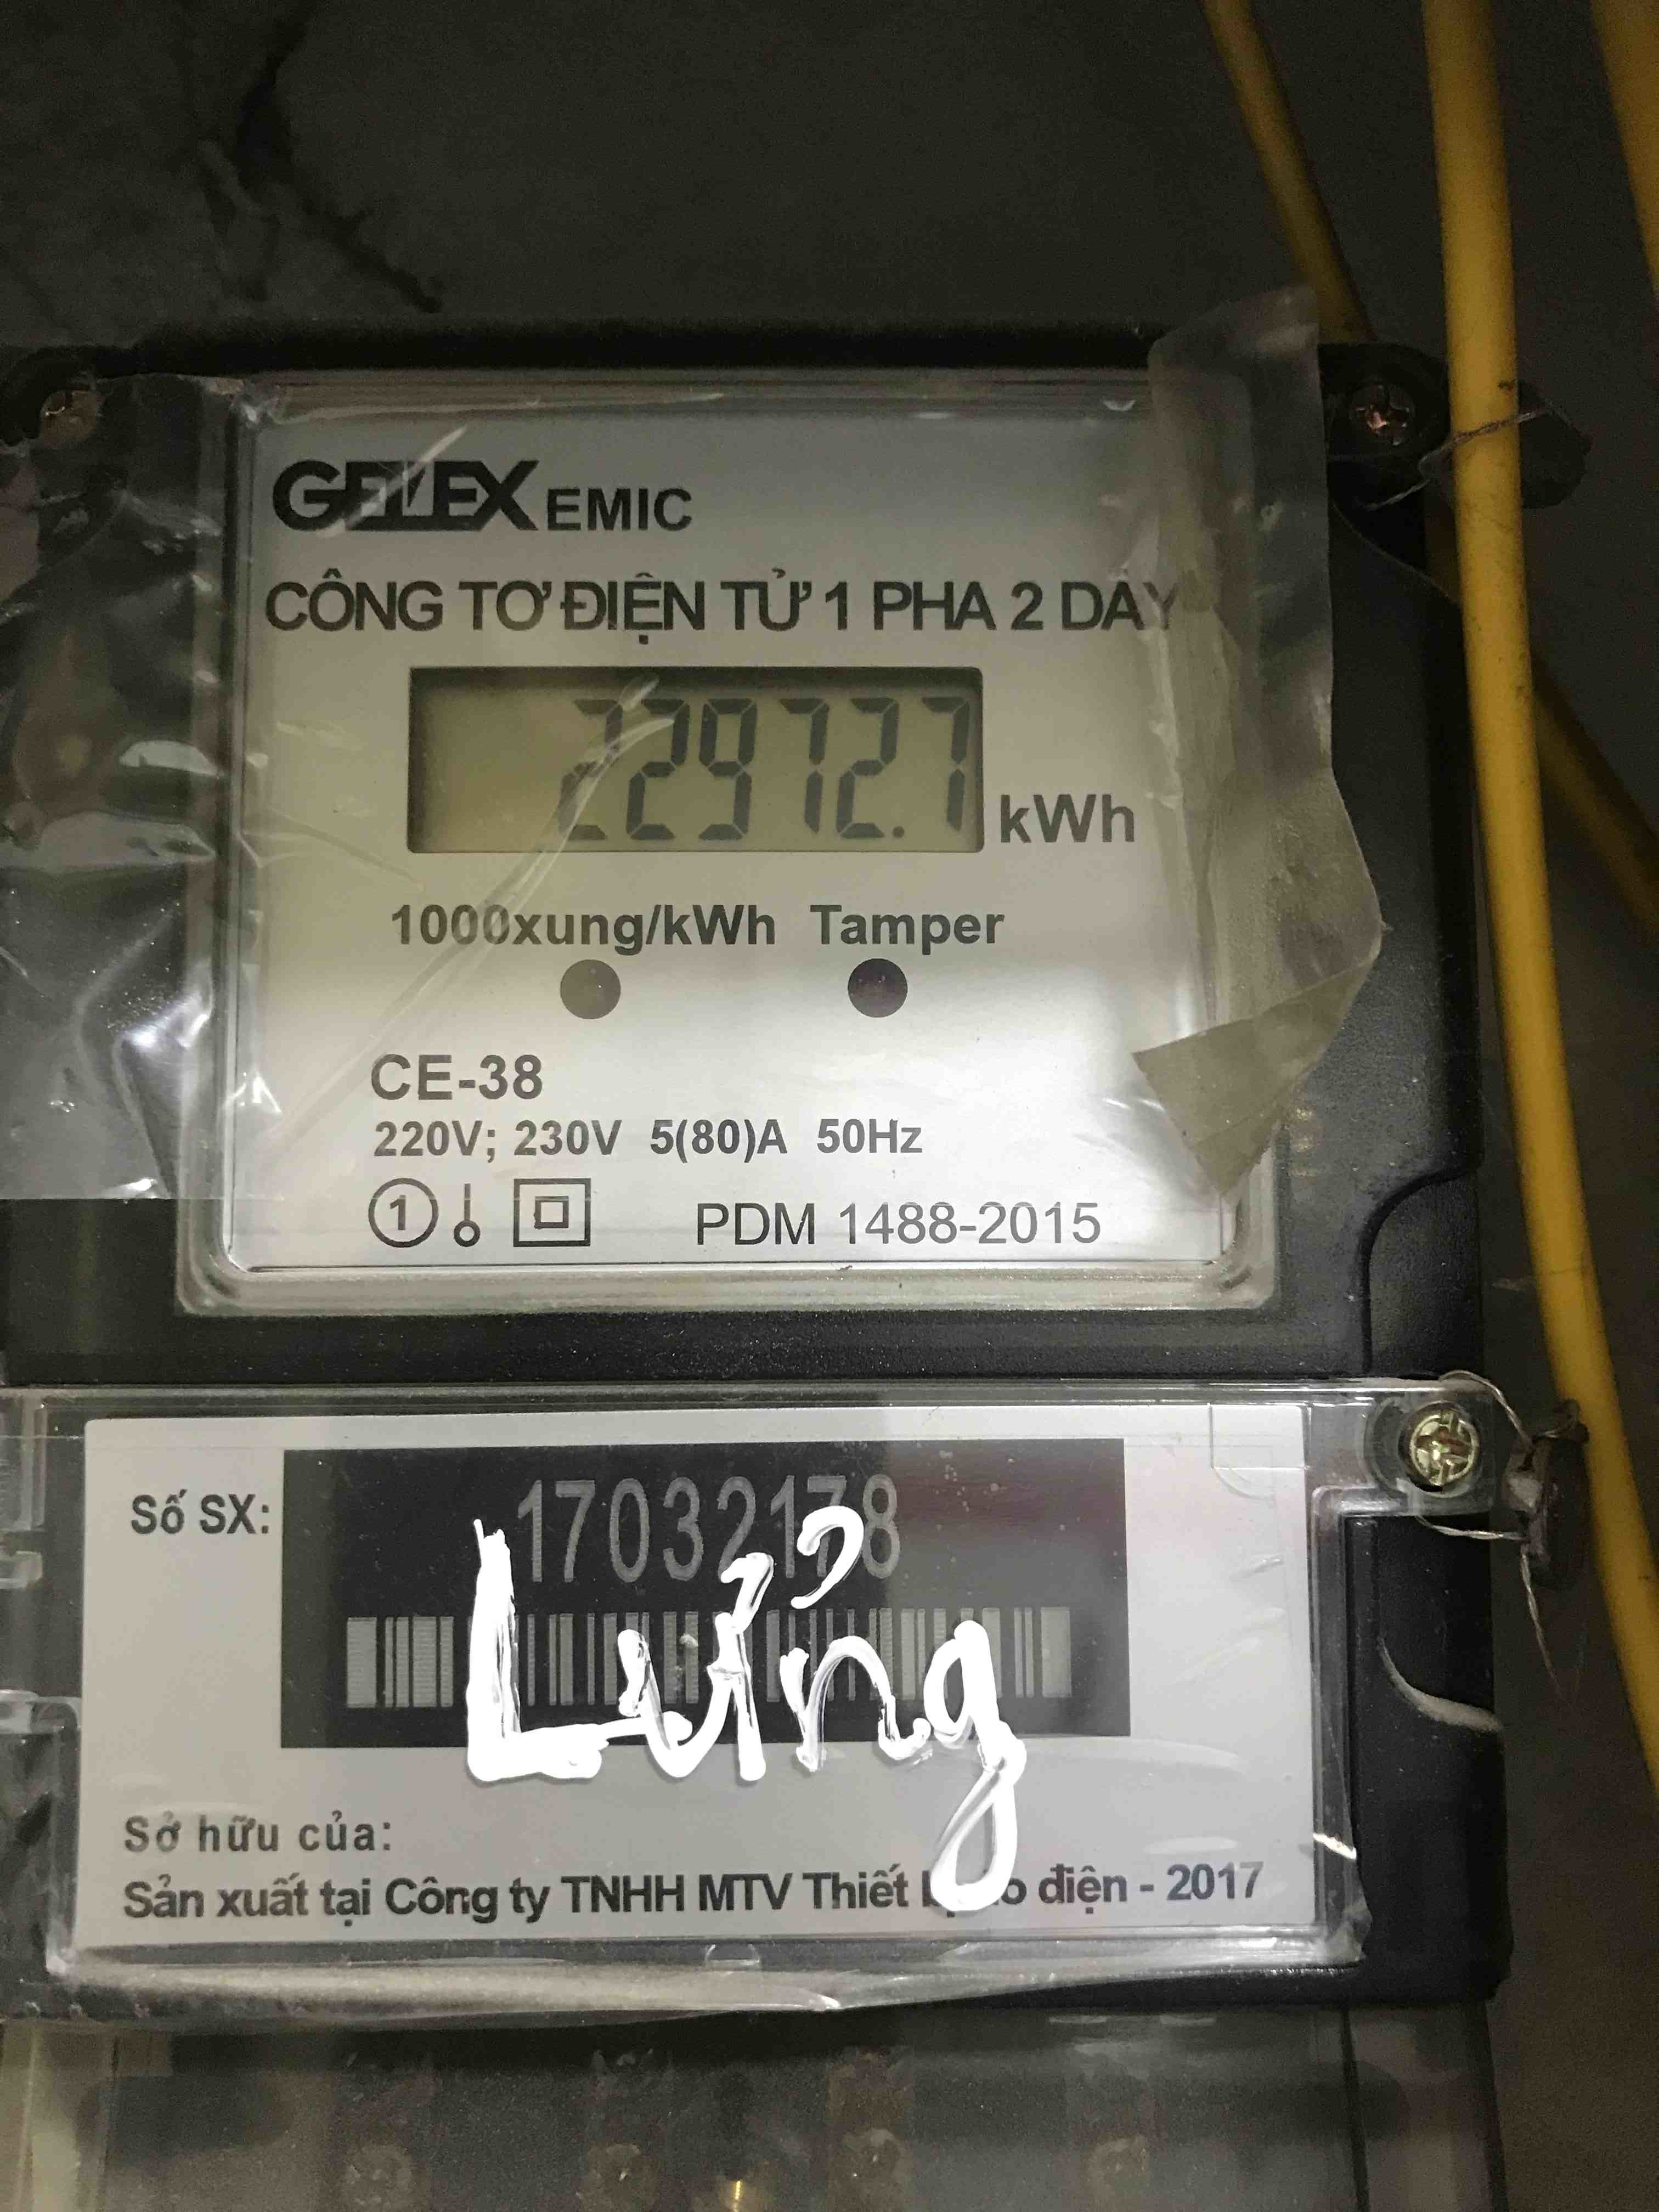 GELEX EMIC
CÔNG TƠ ĐIỆN TỬ 1 PHA 2 DÂY
22972.7 kWh
1000xung/kWh Tamper
CE-38
220V; 230V 5(80)A 50Hz
1 PDM 1488-2015
Số SX: 17032178
Lửng
Sở hữu của:
Sản xuất tại Công ty TNHH MTV Thiết điện - 2017